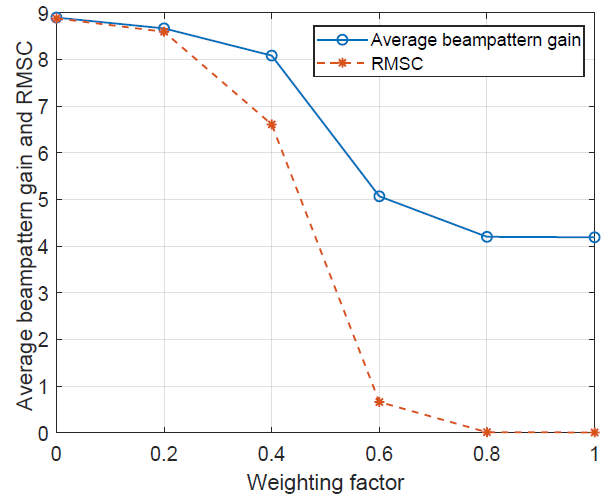 9
8
7
6
5
4
3
2
1
0
Average beampattern gain and RMSC
Average beampattern gain
RMSC
0 0.2 0.4 0.6 0.8 1
Weighting factor